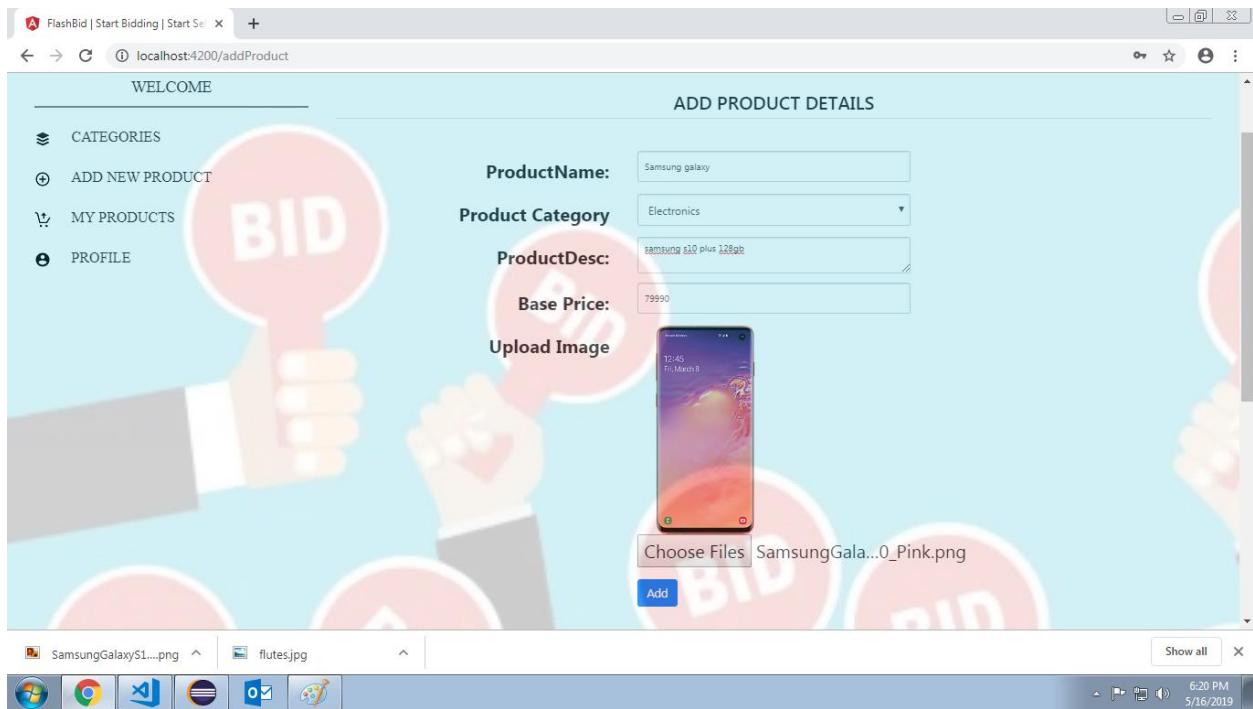 FlashBid | Start Bidding | Start Se
localhost:4200/addProduct
WELCOME
CATEGORIES
ADD NEW PRODUCT
MY PRODUCTS
PROFILE
ADD PRODUCT DETAILS
ProductName: Samsung galaxy
Product Category Electronics
ProductDesc: samsung s10 plus 128gb
Base Price: 79990
Upload Image
12:45
Fri, March 8
Choose Files SamsungGala...0_Pink.png
Add
BID
BID
BID
BID
SamsungGalaxyS1....png
flutes.jpg
Show all
6:20 PM
5/16/2019